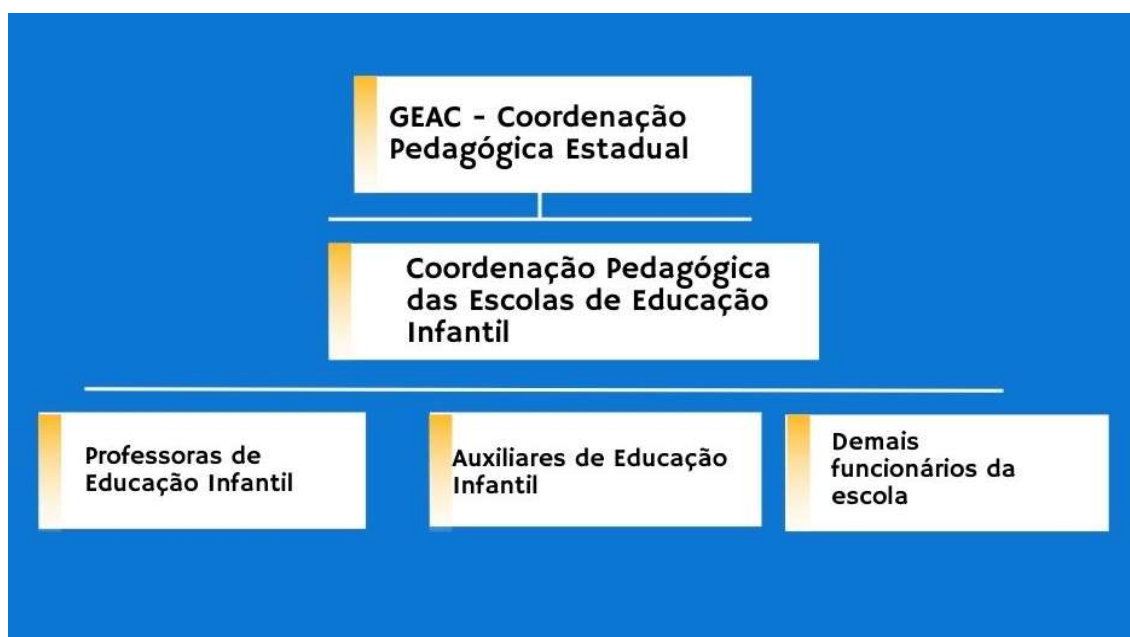 GEAC - Coordenação
Pedagógica Estadual
Coordenação Pedagógica
das Escolas de Educação
Infantil
Professoras de
Educação Infantil
Auxiliares de Educação
Infantil
Demais
funcionários da
escola